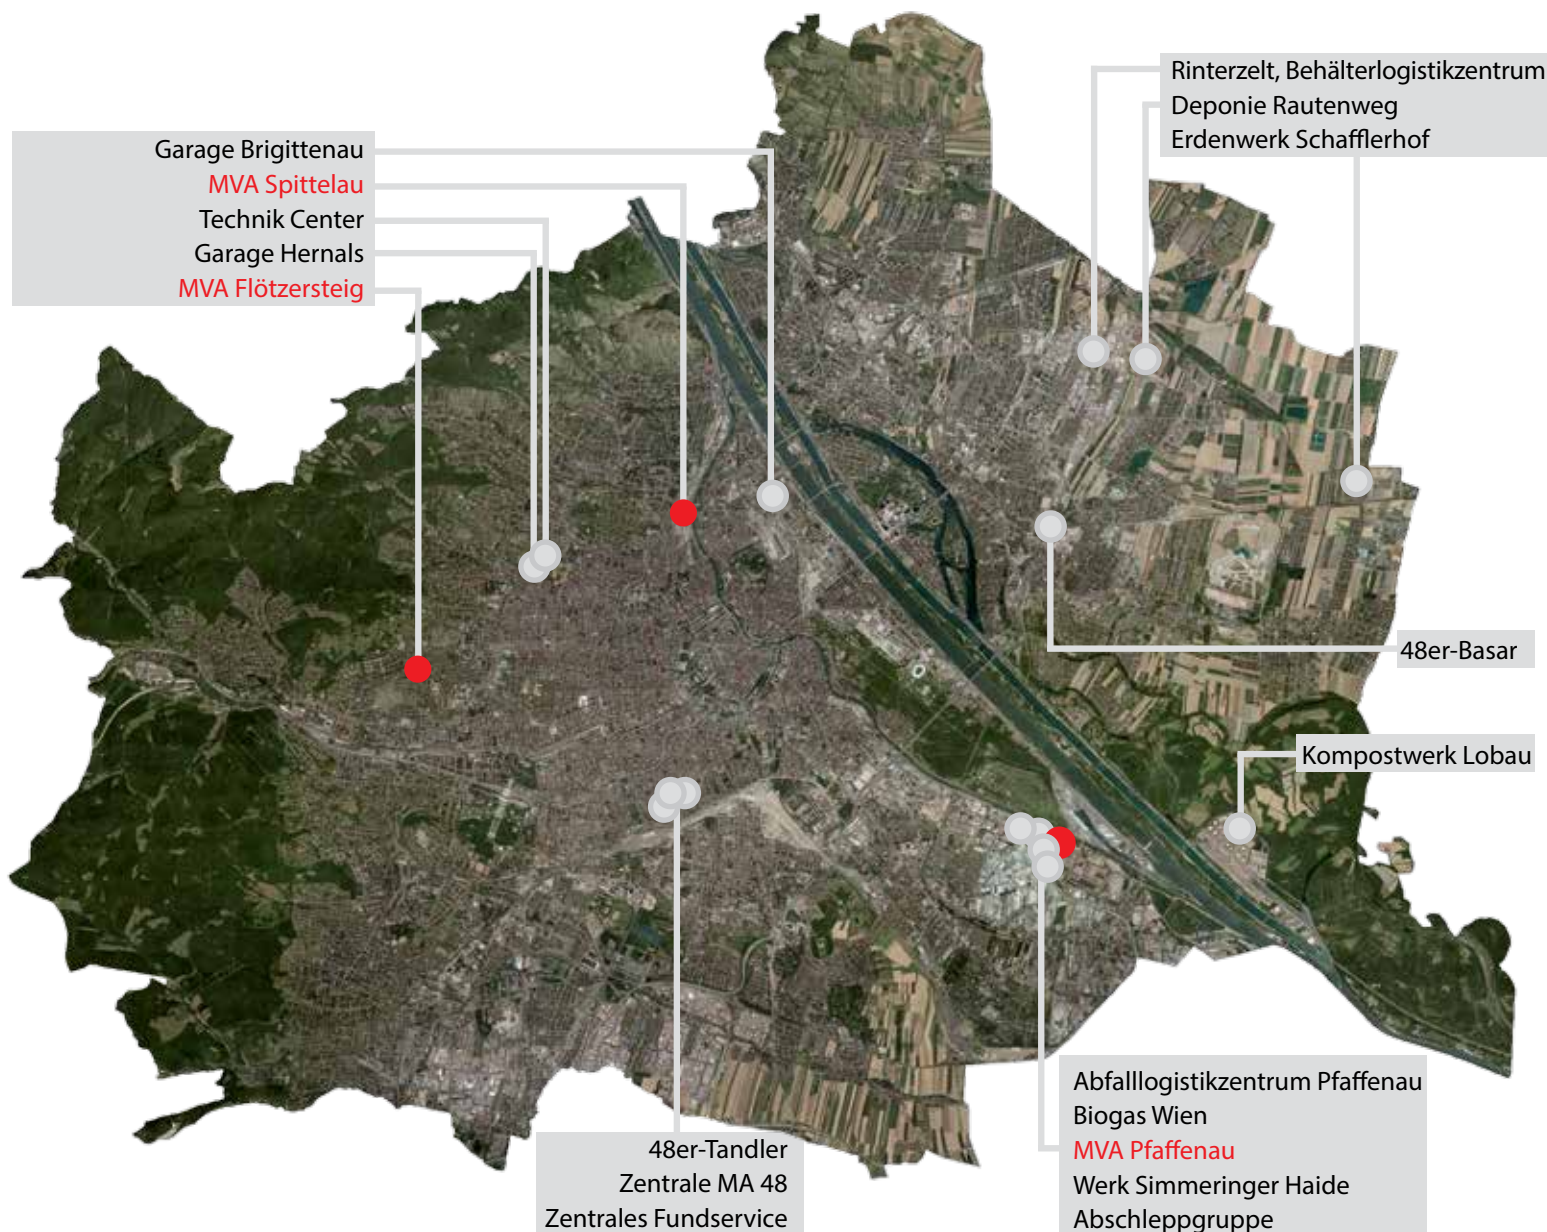 Rinterzelt, Behälterlogistikzentrum
Deponie Rautenweg
Erdenwerk Schafflerhof
Garage Brigittenau
MVA Spittelau
Technik Center
Garage Hernals
MVA Flötzersteig
48er-Basar
Kompostwerk Lobau
Abfalllogistikzentrum Pfaffenau
Biogas Wien
MVA Pfaffenau
Werk Simmeringer Haide
Abschleppgruppe
48er-Tandler
Zentrale MA 48
Zentrales Fundservice